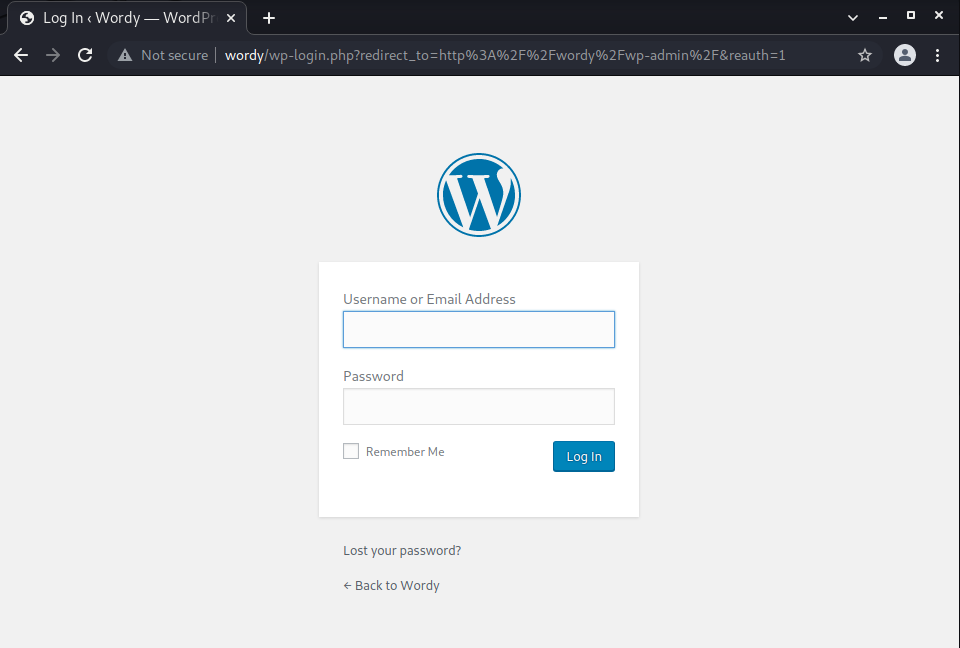 Log In ‹ Wordy — WordPr
Not secure wordy/wp-login.php?redirect_to=http%3A%2F%2Fwordy%2Fwp-admin%2F&reauth=1
Username or Email Address
Password
Remember Me
Log In
Lost your password?
← Back to Wordy